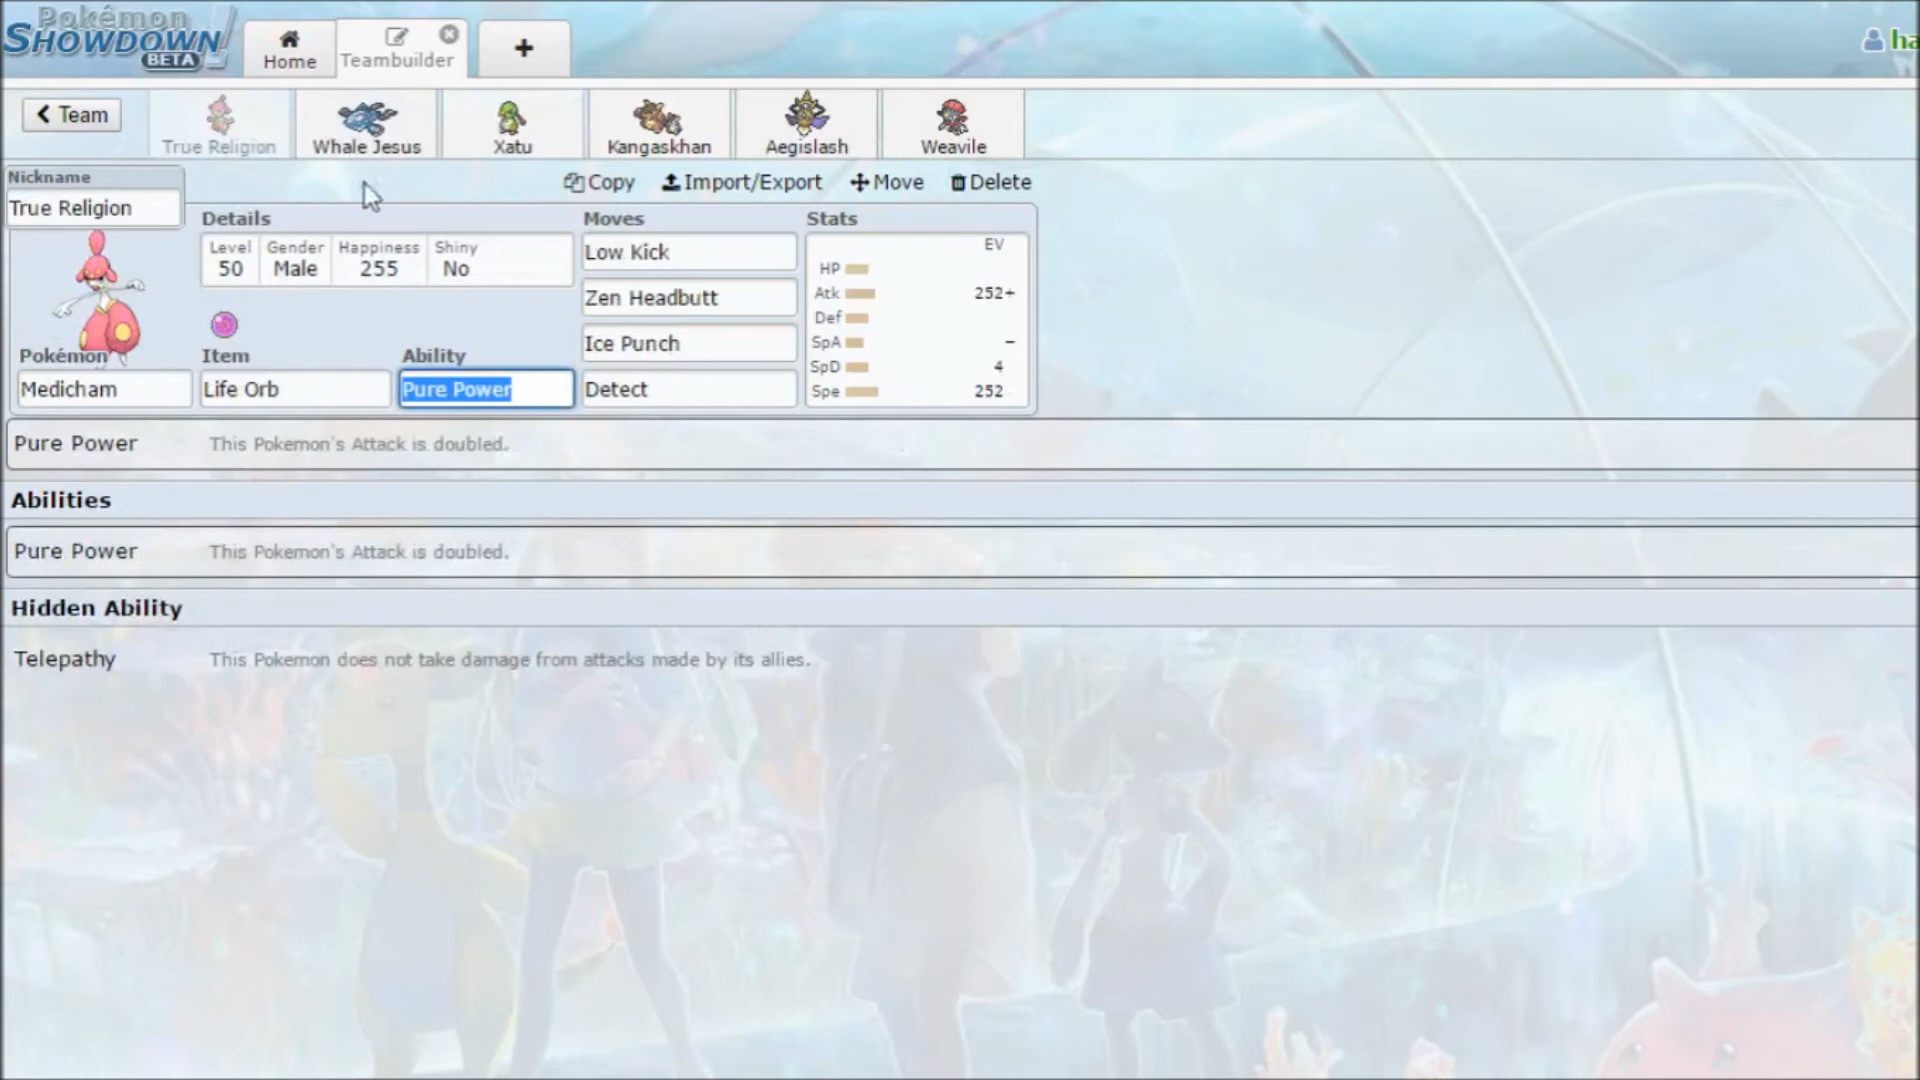 Pokémon
SHOWDOWN!
BETA
Home
Teambuilder
+
ha
Team
True Religion
Whale Jesus
Xatu
Kangaskhan
Aegislash
Weavile
Nickname
True Religion
Copy
Import/Export
Move
Delete
Details
Moves
Stats
Level
Gender
Happiness
Shiny
50
Male
255
No
Low Kick
Zen Headbutt
Ice Punch
Detect
EV
HP
Atk 252+
Def
SpA −
SpD 4
Spe 252
Pokémon
Item
Ability
Medicham
Life Orb
Pure Power
Pure Power This Pokemon's Attack is doubled.
Abilities
Pure Power This Pokemon's Attack is doubled.
Hidden Ability
Telepathy This Pokemon does not take damage from attacks made by its allies.